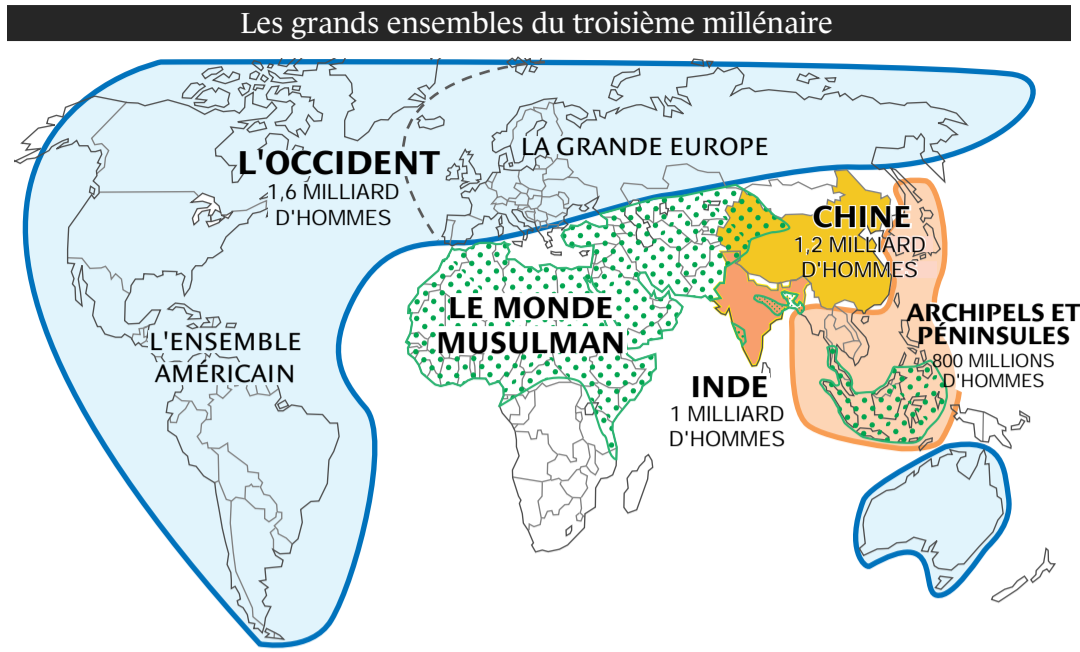 Les grands ensembles du troisième millénaire
L'OCCIDENT
1,6 MILLIARD
D'HOMMES
LA GRANDE EUROPE
CHINE
1,2 MILLIARD
D'HOMMES
LE MONDE
MUSULMAN
L'ENSEMBLE
AMÉRICAIN
ARCHIPELS ET
PÉNINSULES
800 MILLIONS
D'HOMMES
INDE
1 MILLIARD
D'HOMMES